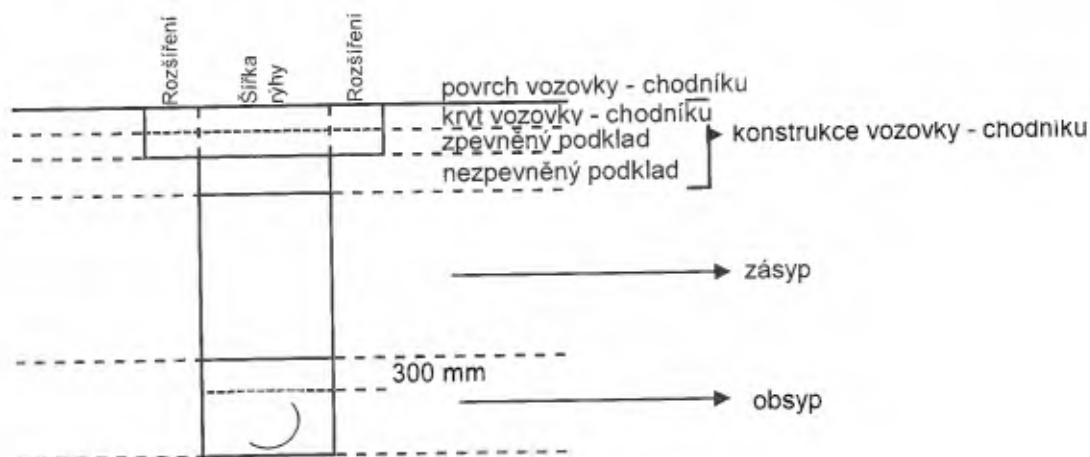 Rozšíření
Šířka
rýhy
Rozšíření
povrch vozovky - chodníku
kryt vozovky - chodníku
zpevněný podklad
nezpevněný podklad
konstrukce vozovky - chodniku
zásyp
300 mm
obsyp